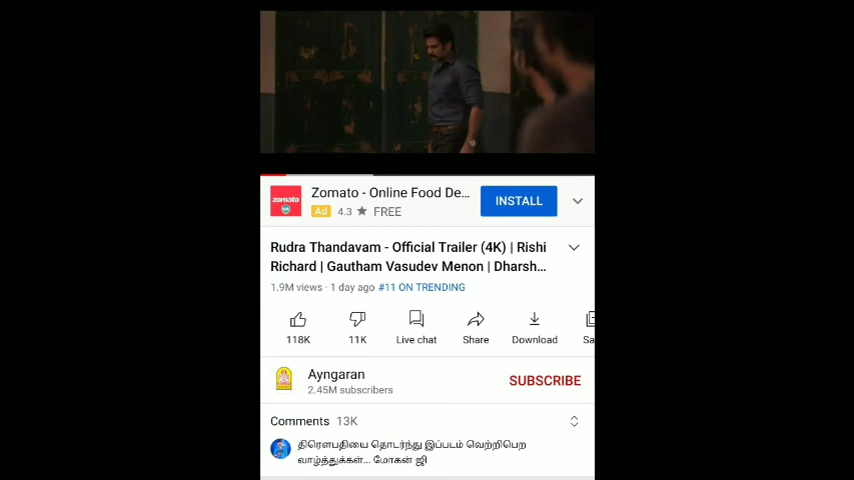 zomato
Zomato - Online Food De...
Ad 4.3 ★ FREE
INSTALL
Rudra Thandavam - Official Trailer (4K) | Rishi
Richard | Gautham Vasudev Menon | Dharsh...
1.9M views · 1 day ago #11 ON TRENDING
118K 11K Live chat Share Download Sa
Ayngaran
2.45M subscribers
SUBSCRIBE
Comments 13K
திரௌபதியை தொடர்ந்து இப்படம் வெற்றிபெற
வாழ்த்துக்கள்... மோகன் ஜி